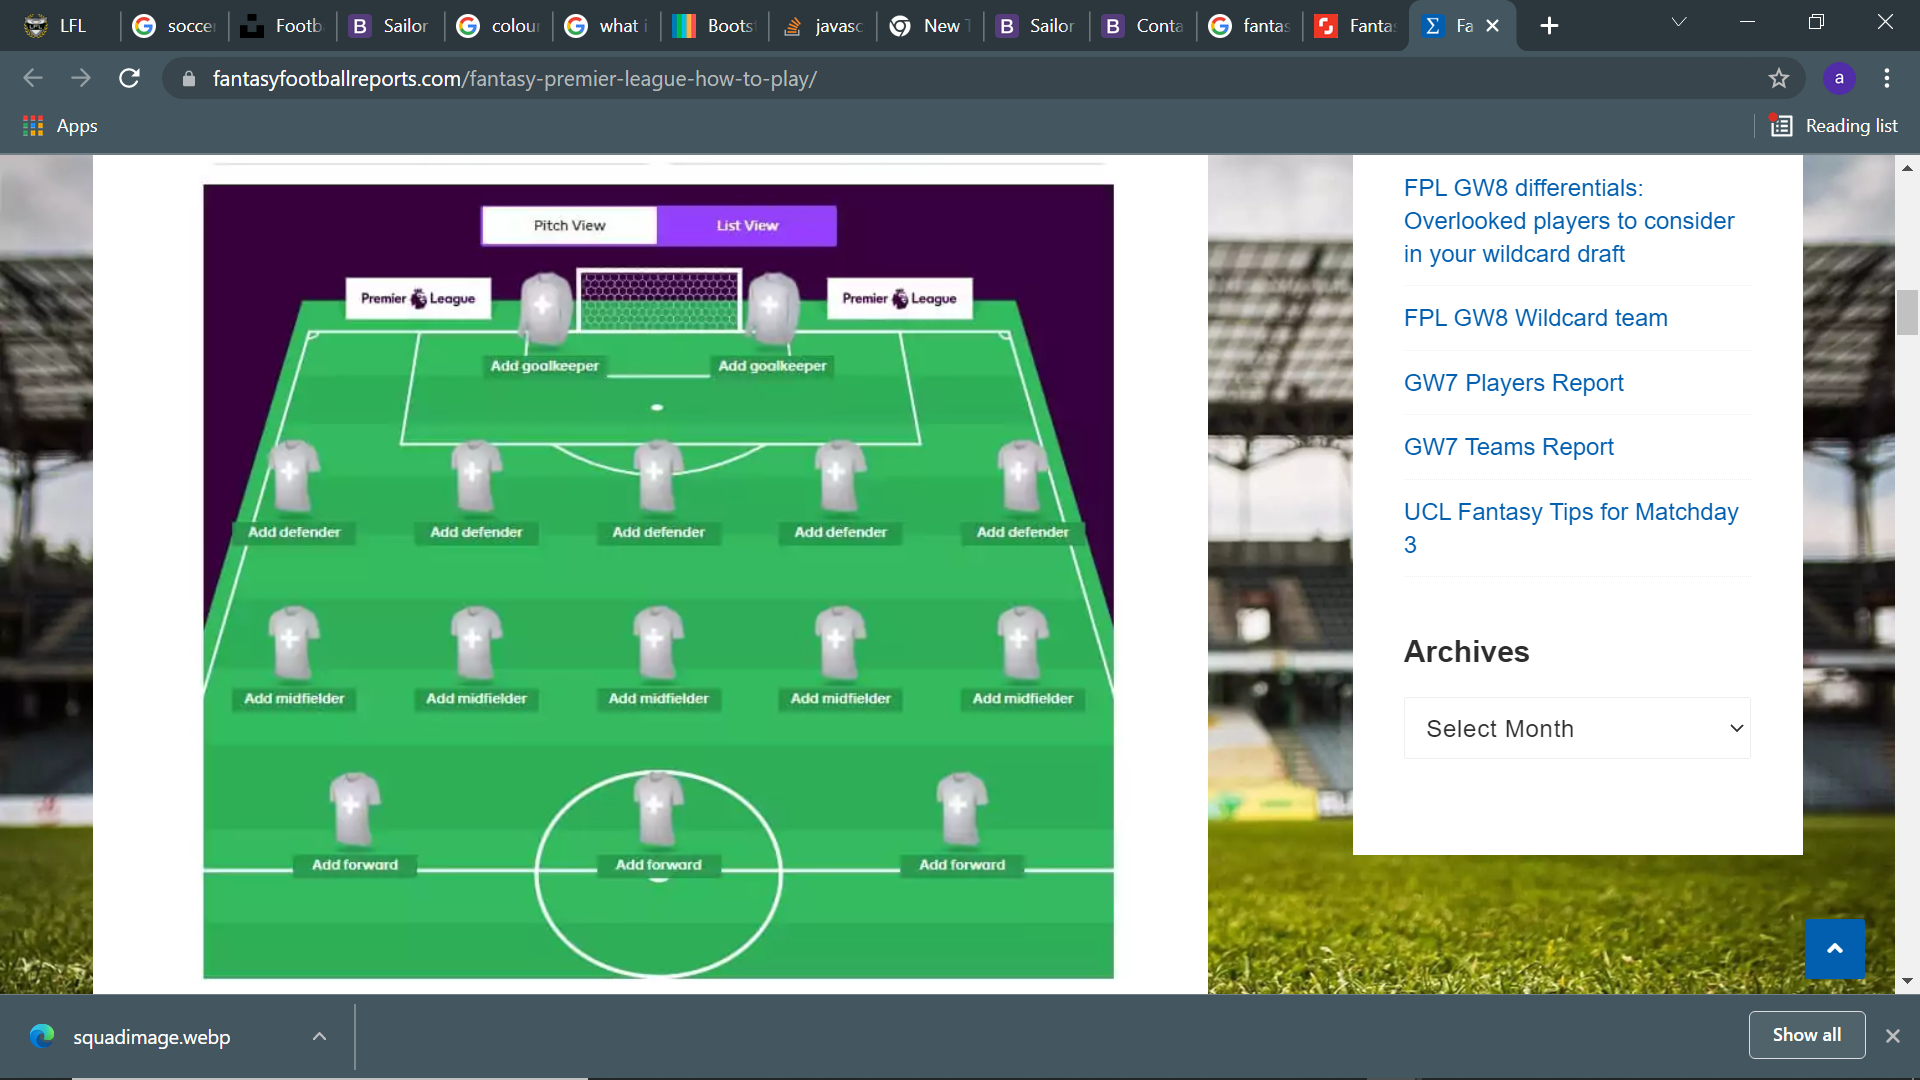 LFL
socce
Footb
Sailor
colou
what i
Boots
javasc
New T
Sailor
Conta
fantas
Fantas
Fa
fantasyfootballreports.com/fantasy-premier-league-how-to-play/
a
Apps
Reading list
Pitch View
List View
Premier League
Premier League
Add goalkeeper
Add goalkeeper
Add defender
Add defender
Add defender
Add defender
Add defender
Add midfielder
Add midfielder
Add midfielder
Add midfielder
Add midfielder
Add forward
Add forward
Add forward
FPL GW8 differentials:
Overlooked players to consider
in your wildcard draft
FPL GW8 Wildcard team
GW7 Players Report
GW7 Teams Report
UCL Fantasy Tips for Matchday
3
Archives
Select Month
squadimage.webp
Show all